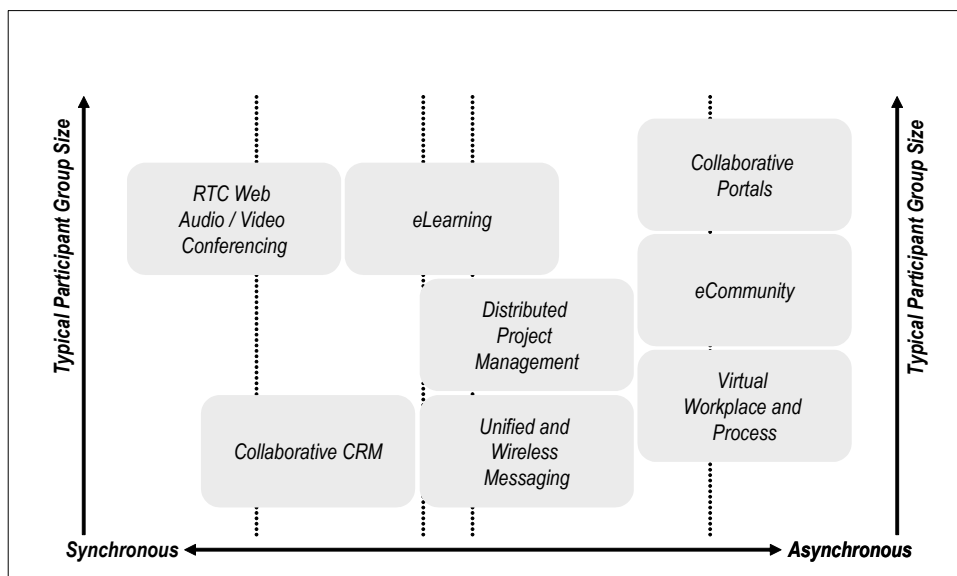 Typical Participant Group Size
RTC Web
Audio / Video
Conferencing
eLearning
Collaborative
Portals
eCommunity
Distributed
Project
Management
Virtual
Workplace and
Process
Collaborative CRM
Unified and
Wireless
Messaging
Typical Participant Group Size
Synchronous
Asynchronous